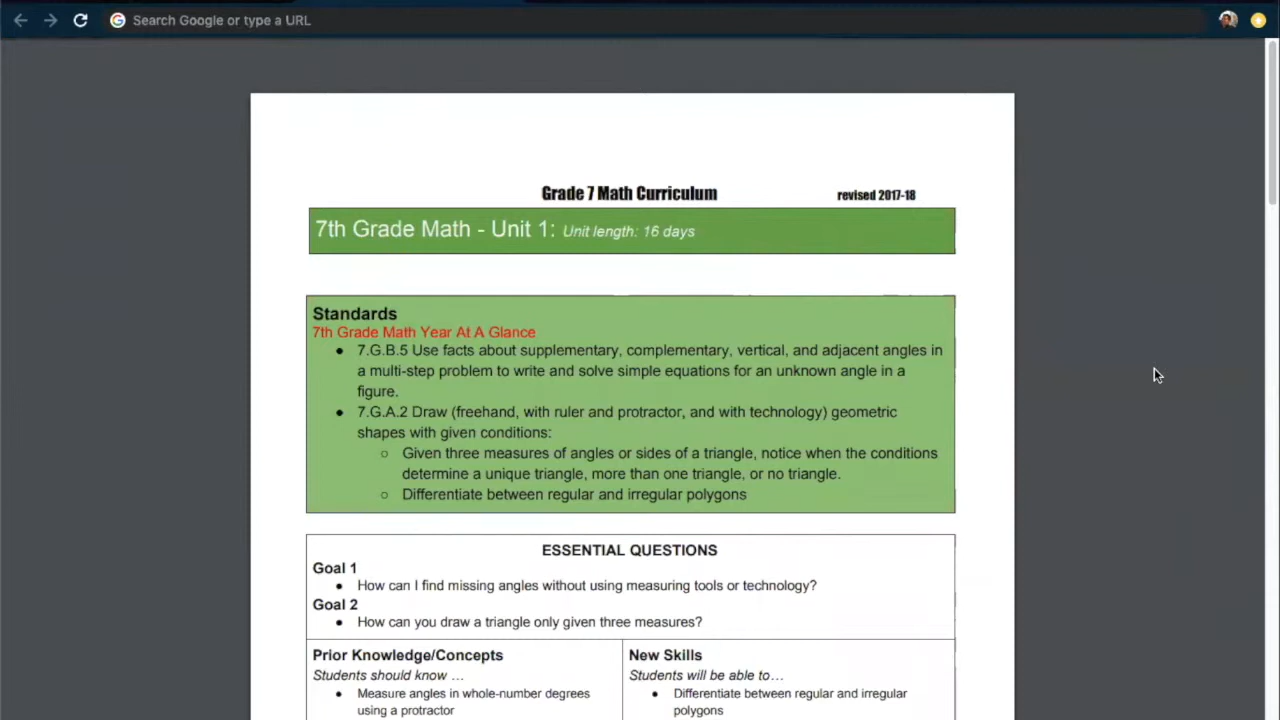 Search Google or type a URL
Grade 7 Math Curriculum revised 2017-18
7th Grade Math - Unit 1: Unit length: 16 days
Standards
7th Grade Math Year At A Glance
● 7.G.B.5 Use facts about supplementary, complementary, vertical, and adjacent angles in
a multi-step problem to write and solve simple equations for an unknown angle in a
figure.
● 7.G.A.2 Draw (freehand, with ruler and protractor, and with technology) geometric
shapes with given conditions:
○ Given three measures of angles or sides of a triangle, notice when the conditions
determine a unique triangle, more than one triangle, or no triangle.
○ Differentiate between regular and irregular polygons
ESSENTIAL QUESTIONS
Goal 1
● How can I find missing angles without using measuring tools or technology?
Goal 2
● How can you draw a triangle only given three measures?
Prior Knowledge/Concepts
Students should know …
● Measure angles in whole-number degrees
using a protractor
New Skills
Students will be able to…
● Differentiate between regular and irregular
polygons